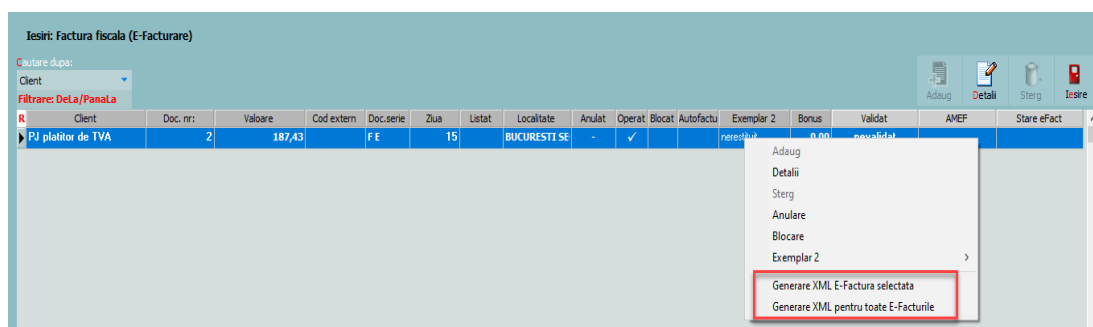 Iesiri: Factura fiscala (E-Facturare)
Cautare dupa:
Client
Filtrare: DeLa/PanaLa
Adaug Detalii Sterg Iesire
R Client Doc. nr: Valoare Cod extern Doc.serie Ziua Listat Localitate Anulat Operat Blocat Autofactu Exemplar 2 Bonus Validat AMEF Stare eFact
PJ platitor de TVA 2 187,43 F E 15 BUCURESTI SE - ✓ nerestituit 0,00 nevalidat
Adaug
Detalii
Sterg
Anulare
Blocare
Exemplar 2 >
Generare XML E-Factura selectata
Generare XML pentru toate E-Facturile